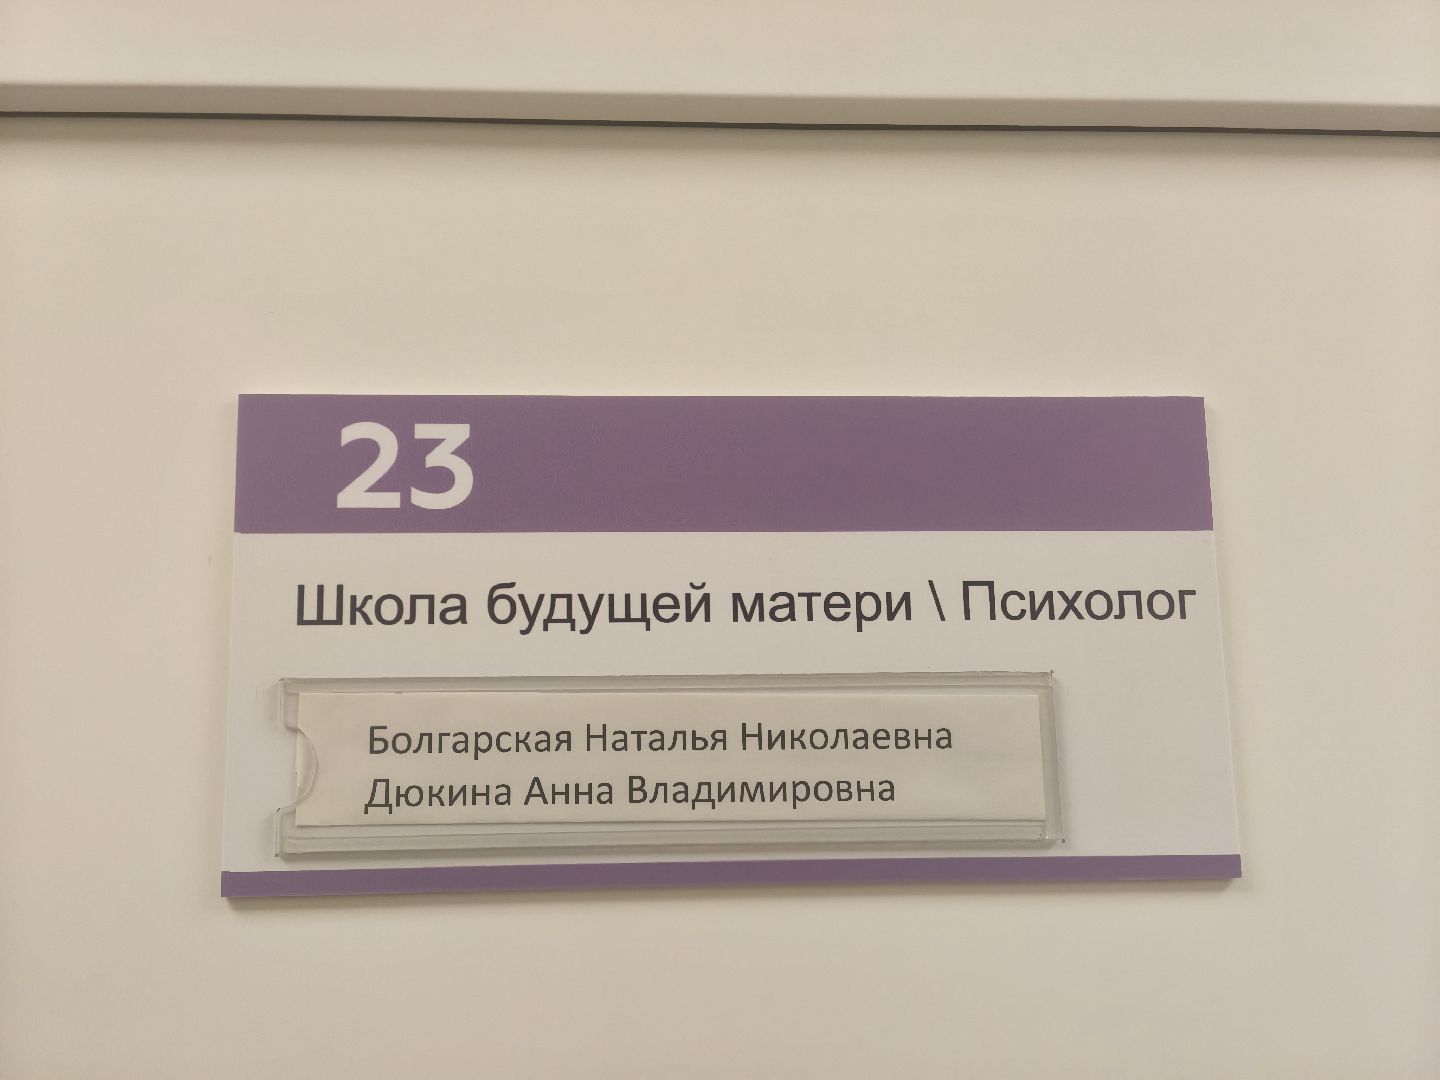 23
Школа будущей матери \ Психолог
Болгарская Наталья Николаевна
Дюкина Анна Владимировна